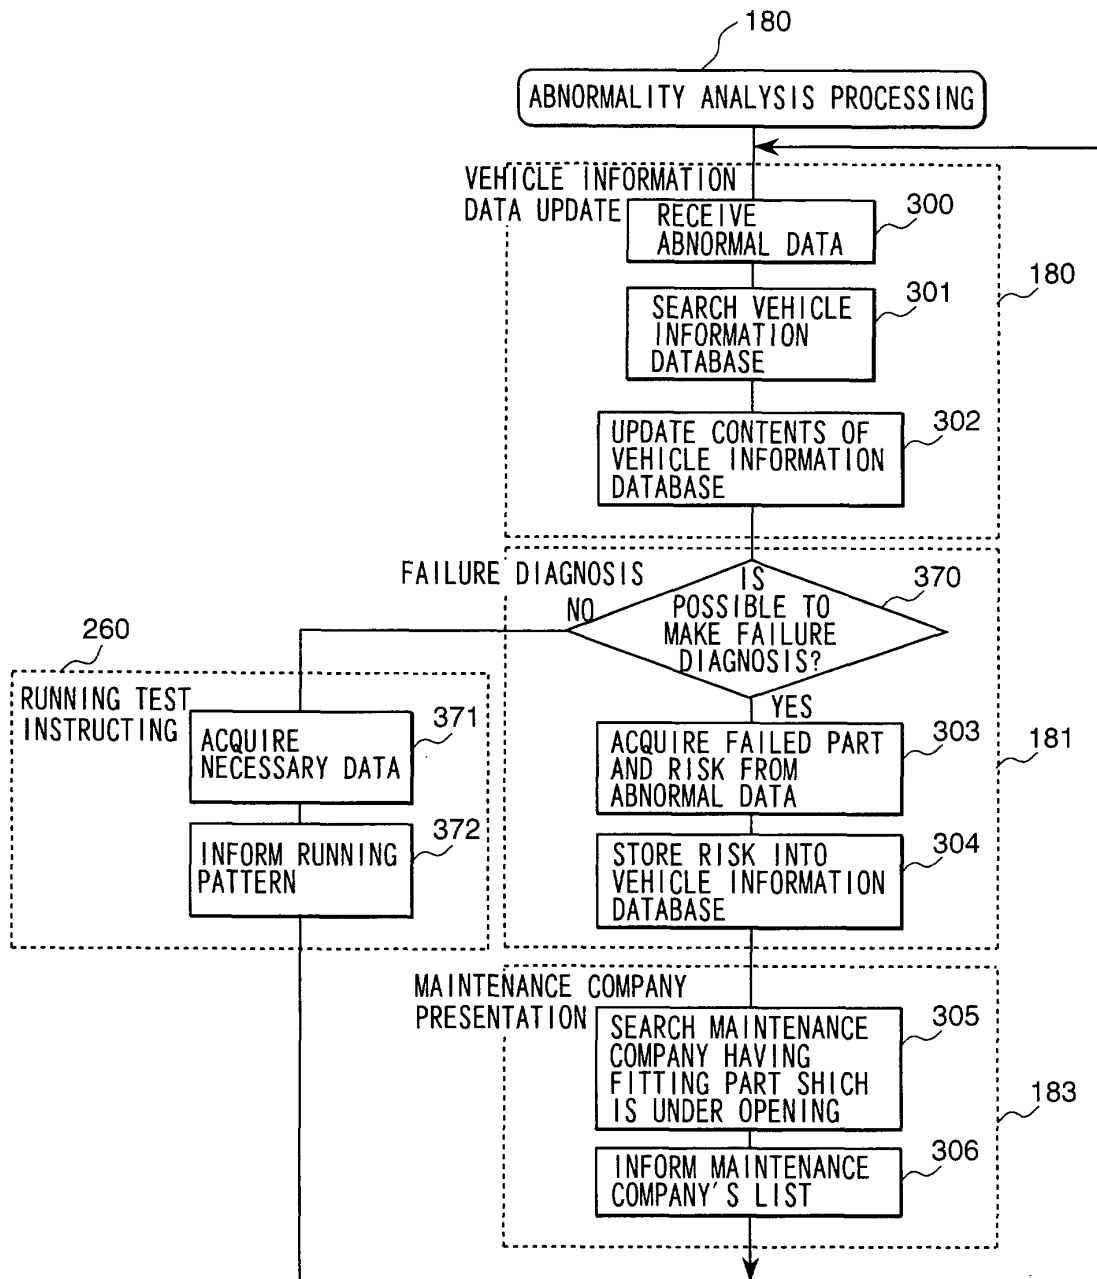 180
ABNORMALITY ANALYSIS PROCESSING
VEHICLE INFORMATION
DATA UPDATE
300
RECEIVE
ABNORMAL DATA
180
301
SEARCH VEHICLE
INFORMATION
DATABASE
302
UPDATE CONTENTS OF
VEHICLE INFORMATION
DATABASE
FAILURE DIAGNOSIS
370
IS
POSSIBLE TO
MAKE FAILURE
DIAGNOSIS?
NO
YES
260
RUNNING TEST
INSTRUCTING
371
ACQUIRE
NECESSARY DATA
372
INFORM RUNNING
PATTERN
303
ACQUIRE FAILED PART
AND RISK FROM
ABNORMAL DATA
181
304
STORE RISK INTO
VEHICLE INFORMATION
DATABASE
MAINTENANCE COMPANY
PRESENTATION
305
SEARCH MAINTENANCE
COMPANY HAVING
FITTING PART SHICH
IS UNDER OPENING
183
306
INFORM MAINTENANCE
COMPANY'S LIST